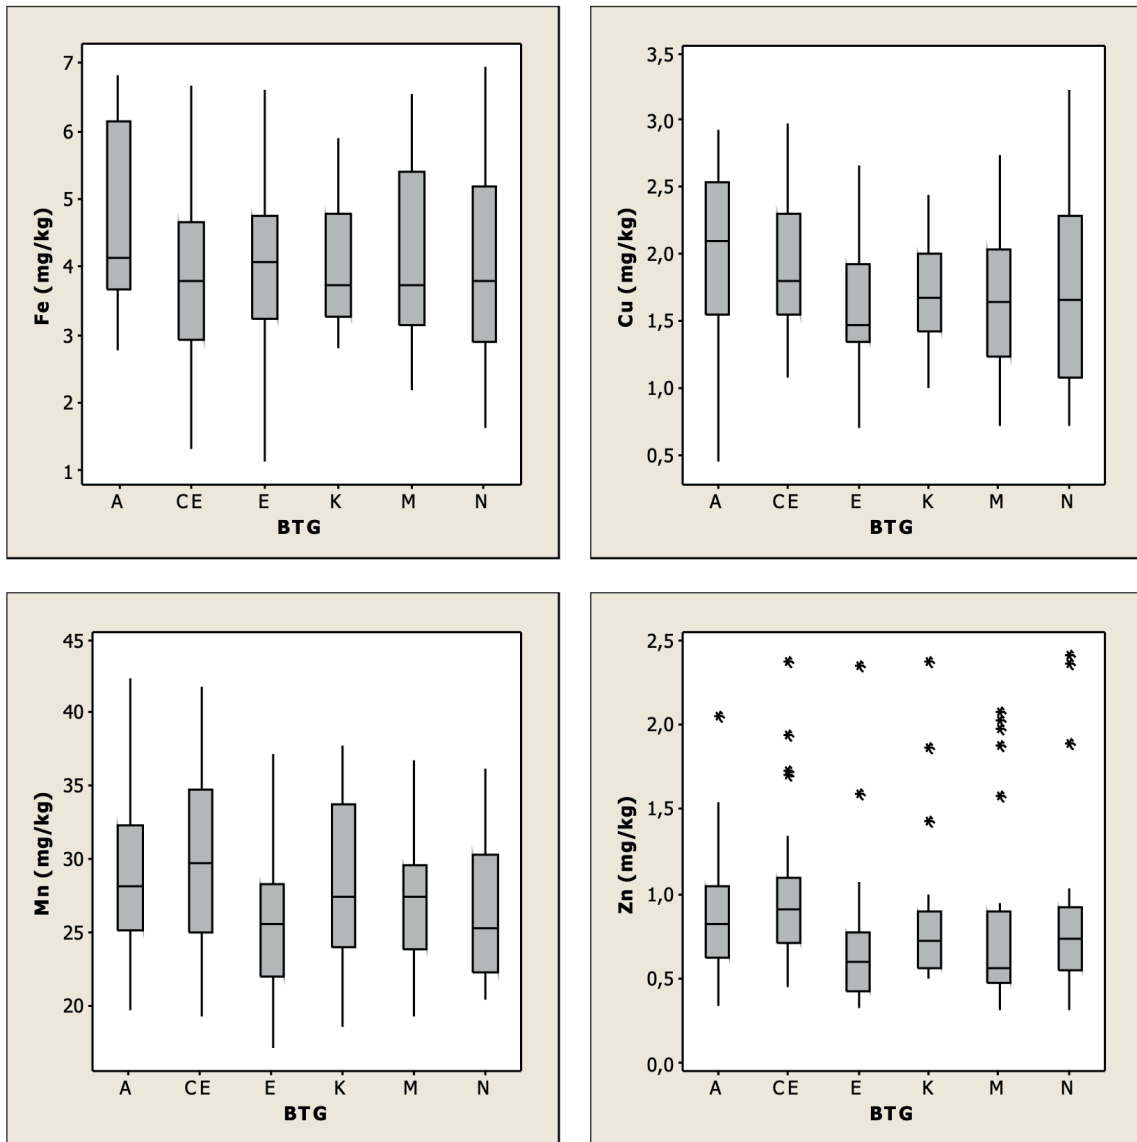 Fe (mg/kg)
7
6
5
4
3
2
1
A CE E K M N
BTG
Cu (mg/kg)
3,5
3,0
2,5
2,0
1,5
1,0
0,5
A CE E K M N
BTG
Mn (mg/kg)
45
40
35
30
25
20
A CE E K M N
BTG
Zn (mg/kg)
2,5
2,0
1,5
1,0
0,5
0,0
A CE E K M N
BTG